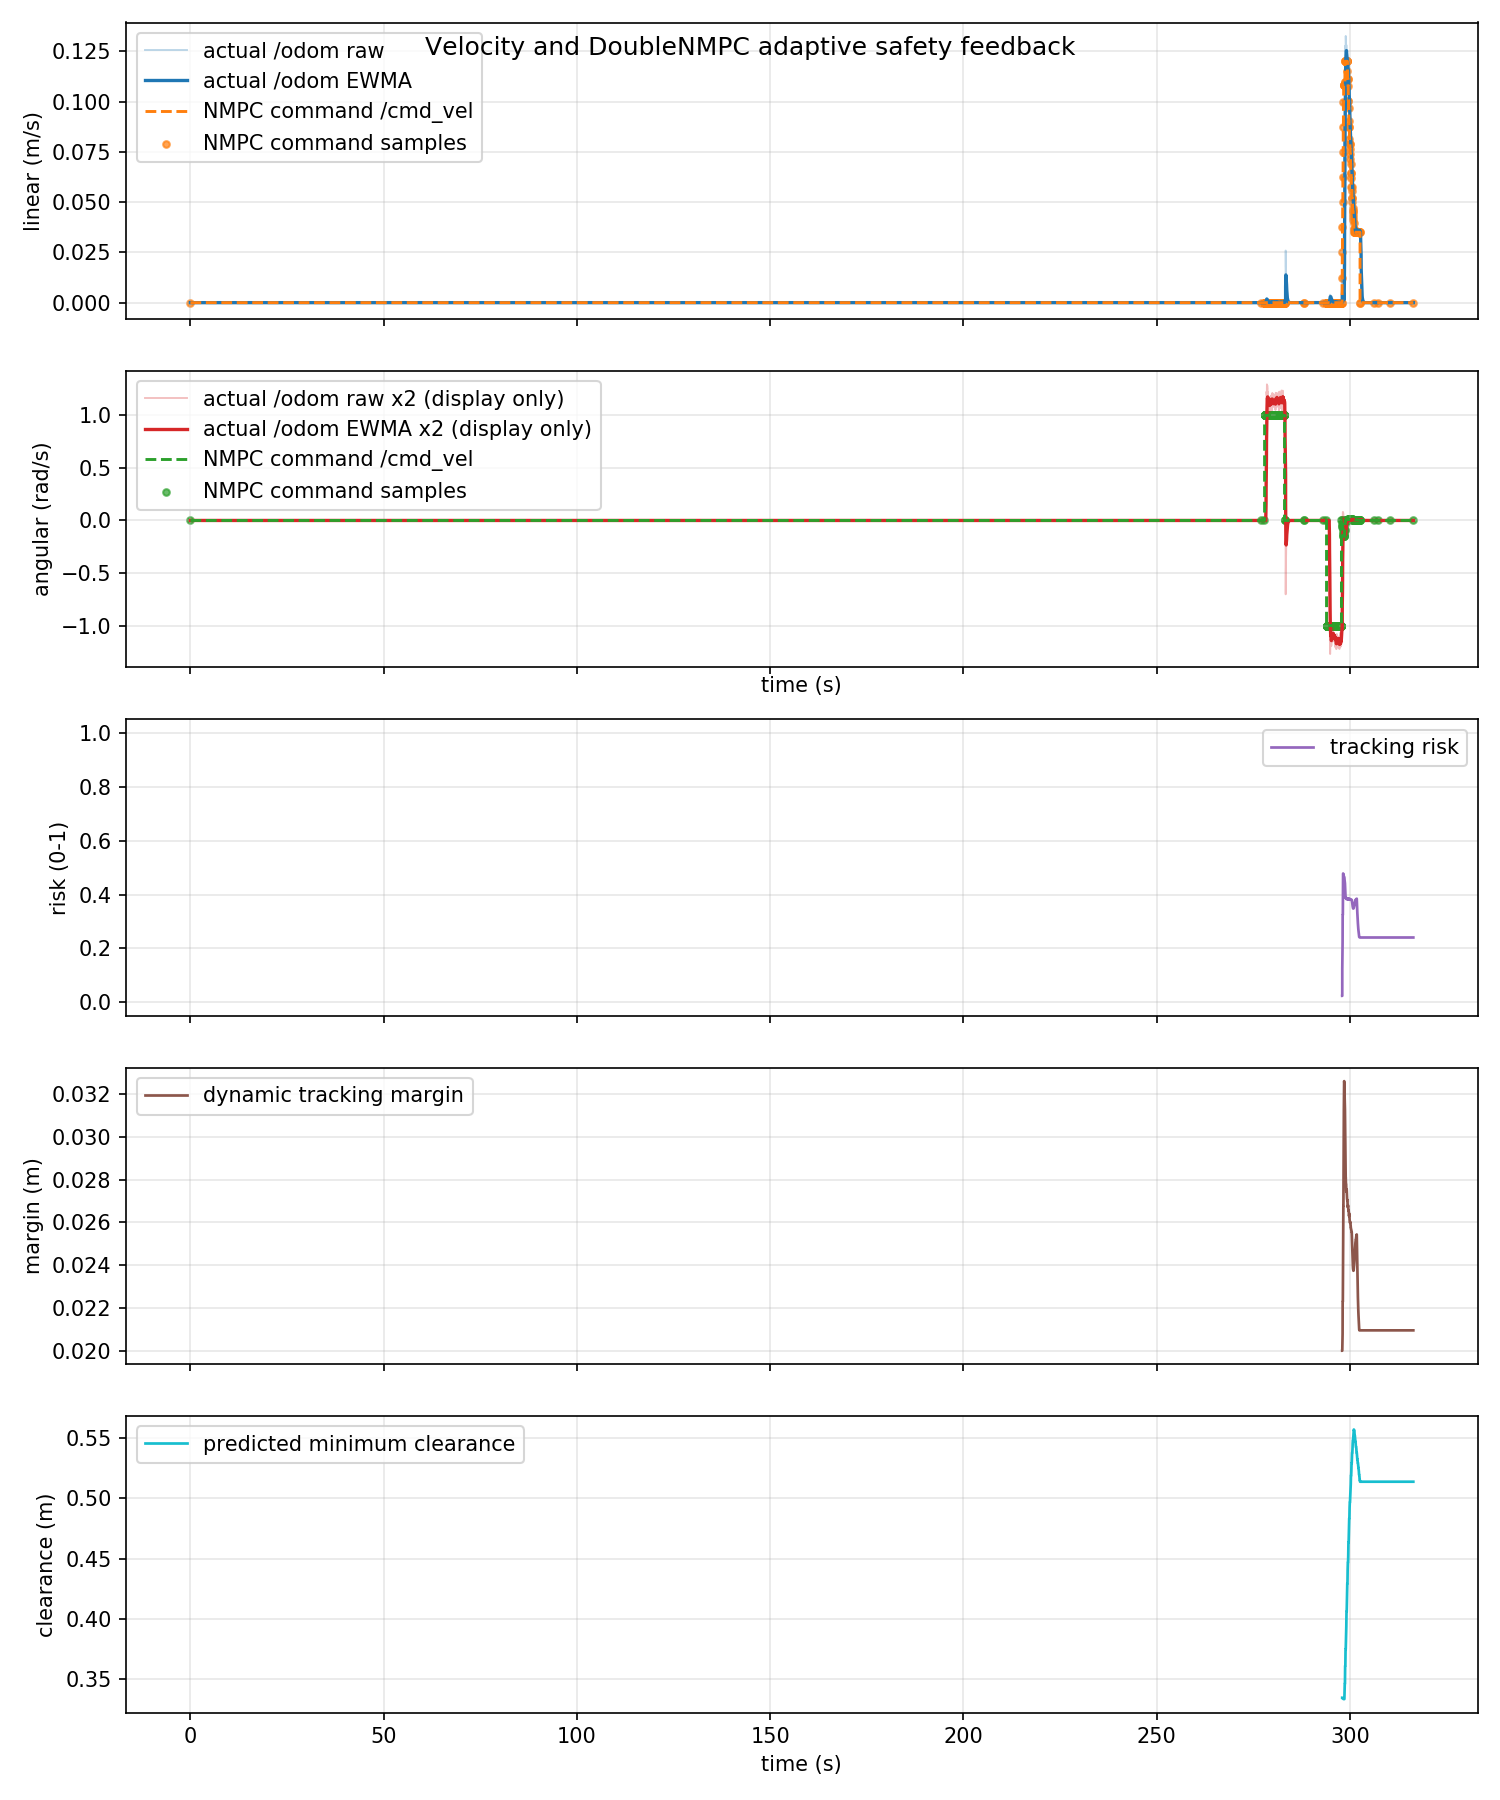 Velocity and DoubleNMPC adaptive safety feedback
actual /odom raw
actual /odom EWMA
NMPC command /cmd_vel
NMPC command samples
linear (m/s)
0.125
0.100
0.075
0.050
0.025
0.000
actual /odom raw x2 (display only)
actual /odom EWMA x2 (display only)
NMPC command /cmd_vel
NMPC command samples
angular (rad/s)
1.0
0.5
0.0
−0.5
−1.0
time (s)
tracking risk
risk (0-1)
1.0
0.8
0.6
0.4
0.2
0.0
dynamic tracking margin
margin (m)
0.032
0.030
0.028
0.026
0.024
0.022
0.020
predicted minimum clearance
clearance (m)
0.55
0.50
0.45
0.40
0.35
0 50 100 150 200 250 300
time (s)